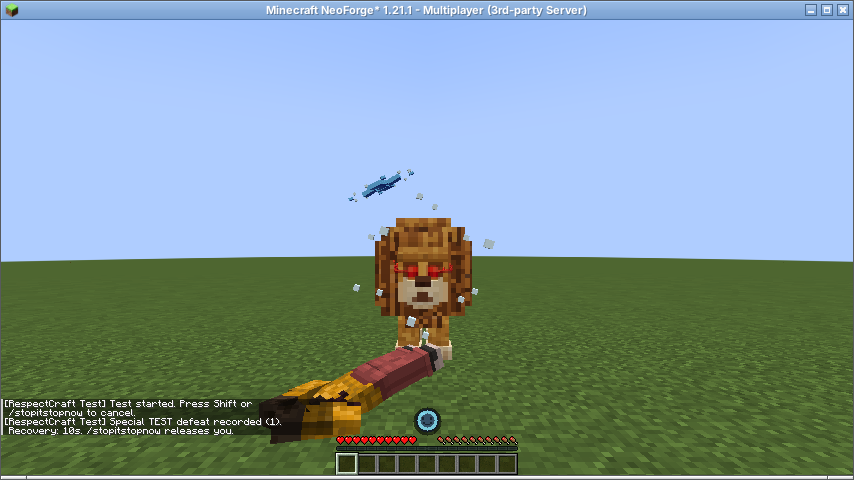 Minecraft NeoForge* 1.21.1 - Multiplayer (3rd-party Server)
[RespectCraft Test] Test started. Press Shift or
/stopitstopnow to cancel.
[RespectCraft Test] Special TEST defeat recorded (1).
Recovery: 10s. /stopitstopnow releases you.